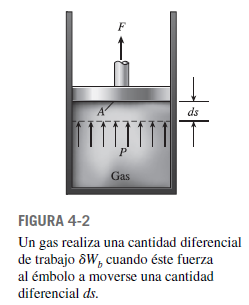 F
A
ds
P
Gas
FIGURA 4-2
Un gas realiza una cantidad diferencial
de trabajo δW_b cuando éste fuerza
al émbolo a moverse una cantidad
diferencial ds.